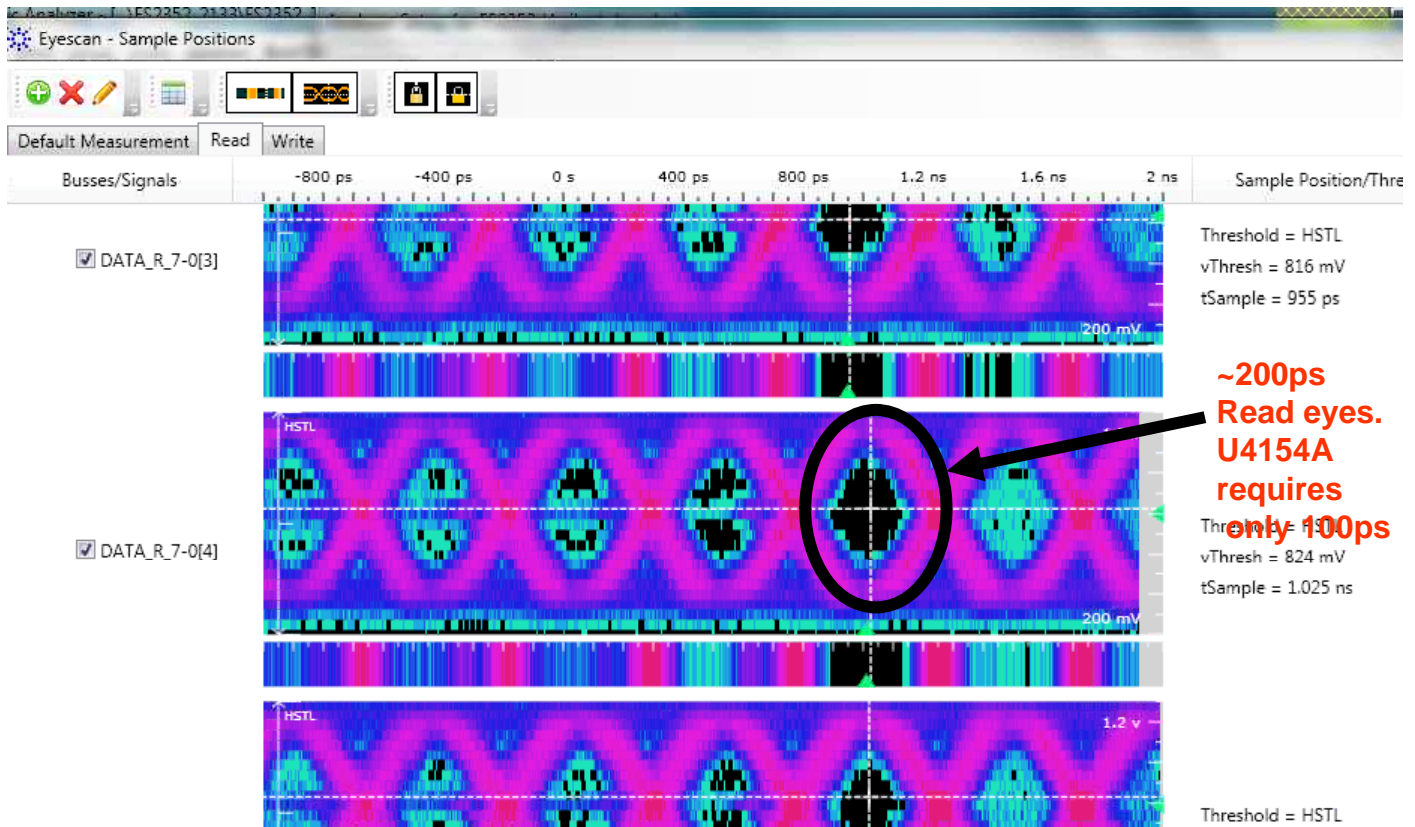 Eyescan - Sample Positions
Default Measurement Read Write
Busses/Signals -800 ps -400 ps 0 s 400 ps 800 ps 1.2 ns 1.6 ns 2 ns Sample Position/Thre
DATA_R_7-0[3]
Threshold = HSTL
vThresh = 816 mV
tSample = 955 ps
200 mV
~200ps
Read eyes.
U4154A
requires
only 100ps
HSTL
DATA_R_7-0[4]
Threshold = HSTL
vThresh = 824 mV
tSample = 1.025 ns
200 mV
HSTL
1.2 v
Threshold = HSTL